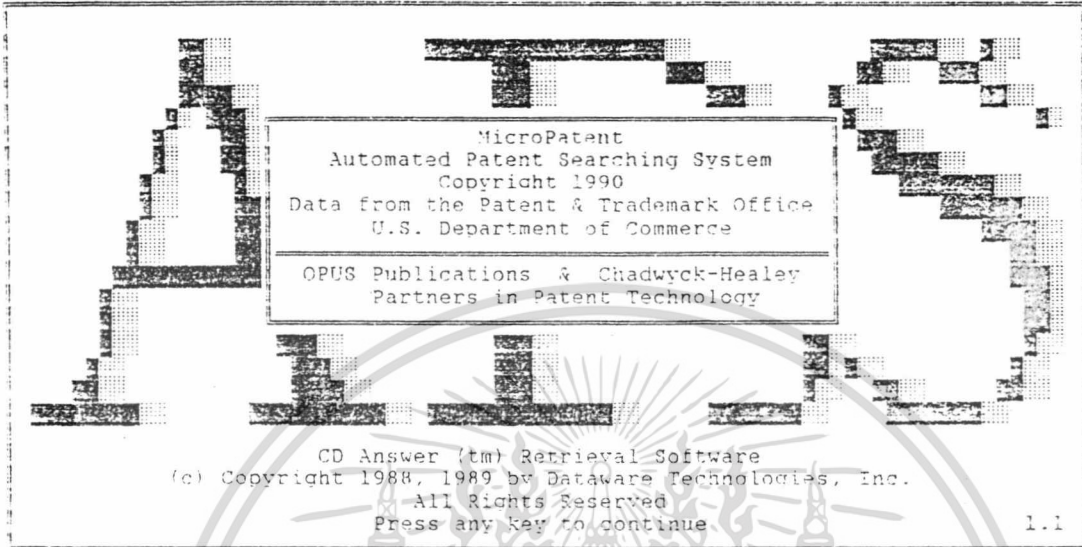 MicroPatent
Automated Patent Searching System
Copyright 1990
Data from the Patent & Trademark Office
U.S. Department of Commerce
OPUS Publications & Chadwyck-Healey
Partners in Patent Technology
CD Answer (tm) Retrieval Software
(c) Copyright 1988, 1989 by Dataware Technologies, Inc.
All Rights Reserved
Press any key to continue 1.1